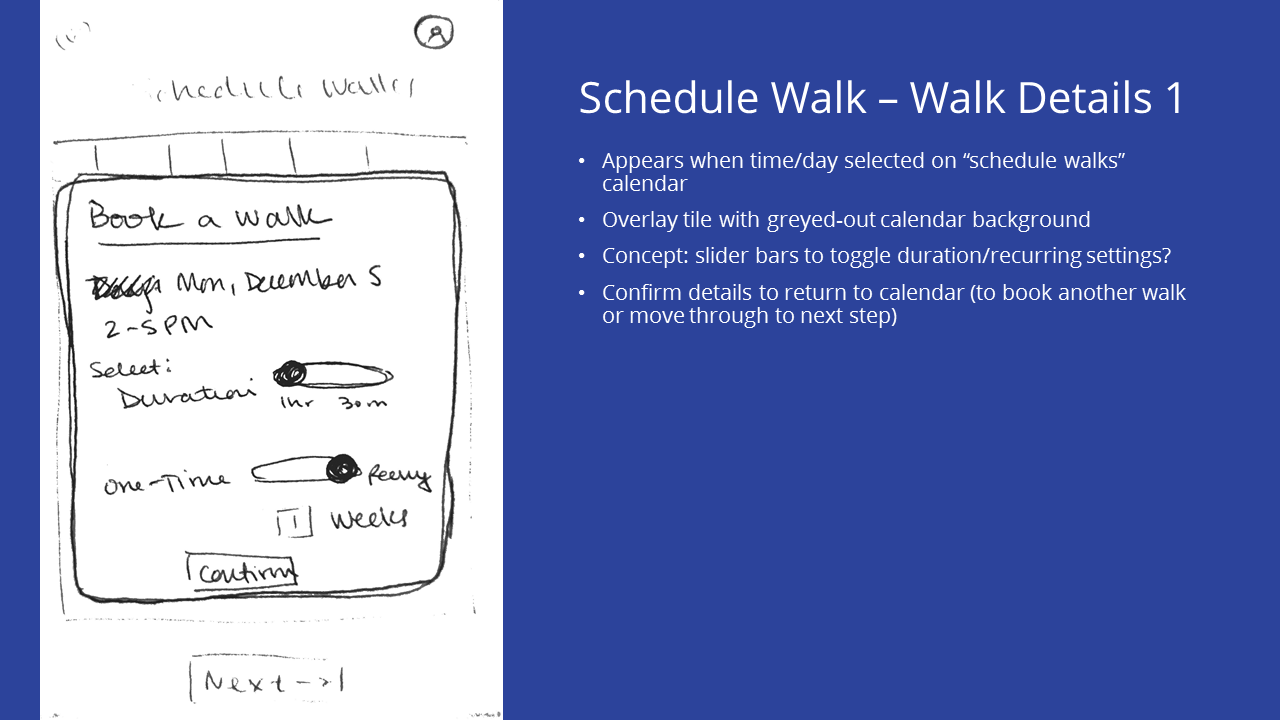 Schedule Walks
Book a walk
Mon, December 5
2-5 PM
Select:
Duration
1hr 30m
One-Time
1 Weeks
Confirm
Next ->
Schedule Walk – Walk Details 1
• Appears when time/day selected on “schedule walks”
calendar
• Overlay tile with greyed-out calendar background
• Concept: slider bars to toggle duration/recurring settings?
• Confirm details to return to calendar (to book another walk
or move through to next step)